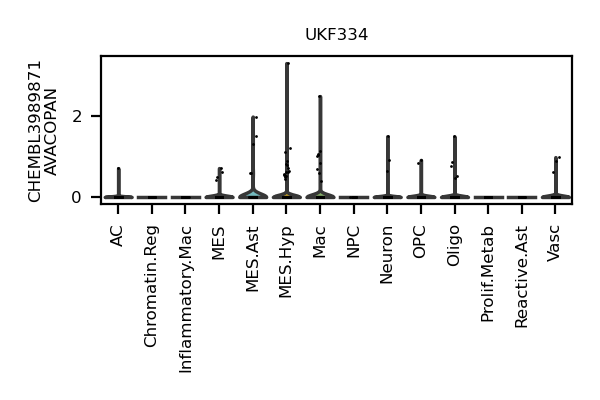 UKF334
CHEMBL3989871
AVACOPAN
2
0
AC
Chromatin.Reg
Inflammatory.Mac
MES
MES.Ast
MES.Hyp
Mac
NPC
Neuron
OPC
Oligo
Prolif.Metab
Reactive.Ast
Vasc